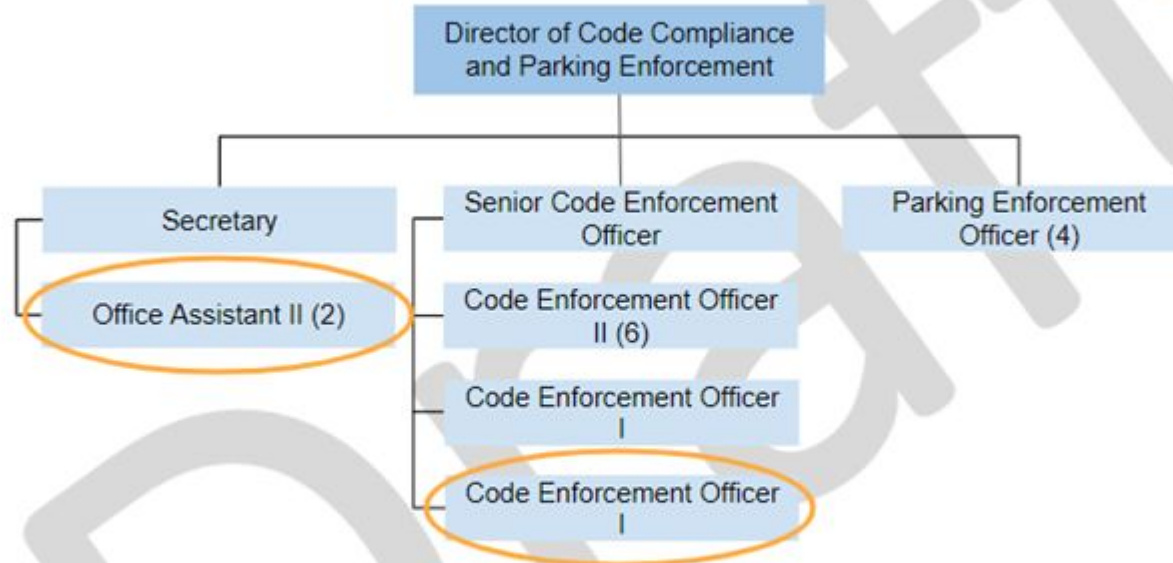 Director of Code Compliance
and Parking Enforcement
Secretary
Office Assistant II (2)
Senior Code Enforcement
Officer
Code Enforcement Officer
II (6)
Code Enforcement Officer
I
Code Enforcement Officer
I
Parking Enforcement
Officer (4)
Draft